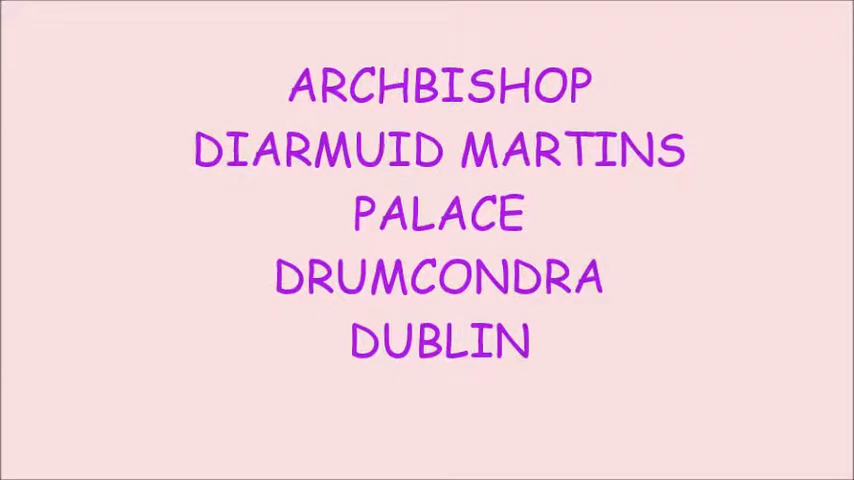 ARCHBISHOP
DIARMUID MARTINS
PALACE
DRUMCONDRA
DUBLIN